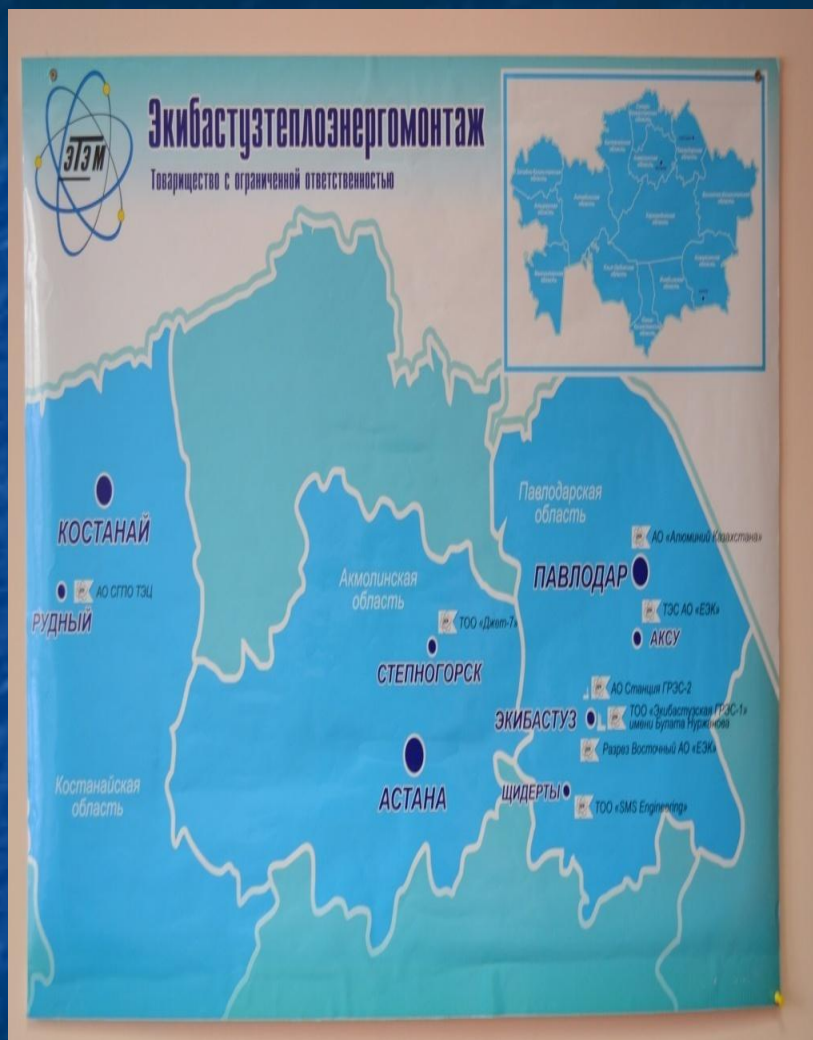 ЭТЭМ
Экибастузтеплоэнергомонтаж
Товарищество с ограниченной ответственностью
Павлодарская
область
АО «Алюминий Казахстана»
КОСТАНАЙ
ПАВЛОДАР
Акмолинская
область
АО СГПО ТЭЦ
РУДНЫЙ
ТЭС АО «ЕЭК»
ТОО «Джет-7»
АКСУ
СТЕПНОГОРСК
АО Станция ГРЭС-2
ЭКИБАСТУЗ
ТОО «Экибастузская ГРЭС-1»
имени Булата Нуржанова
Разрез Восточный АО «ЕЭК»
Костанайская
область
АСТАНА
ШИДЕРТЫ
ТОО «SMS Engineering»